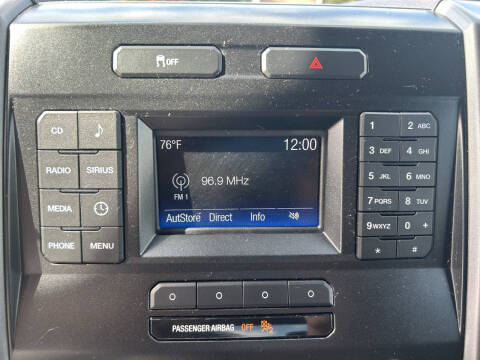 OFF
CD
RADIO SIRIUS
MEDIA
PHONE MENU
76°F 12:00
96.9 MHz
FM 1
AutoStore Direct Info
1 2 ABC
3 DEF 4 GHI
5 JKL 6 MNO
7 PQRS 8 TUV
9 WXYZ 0 +
* #
PASSENGER AIRBAG OFF